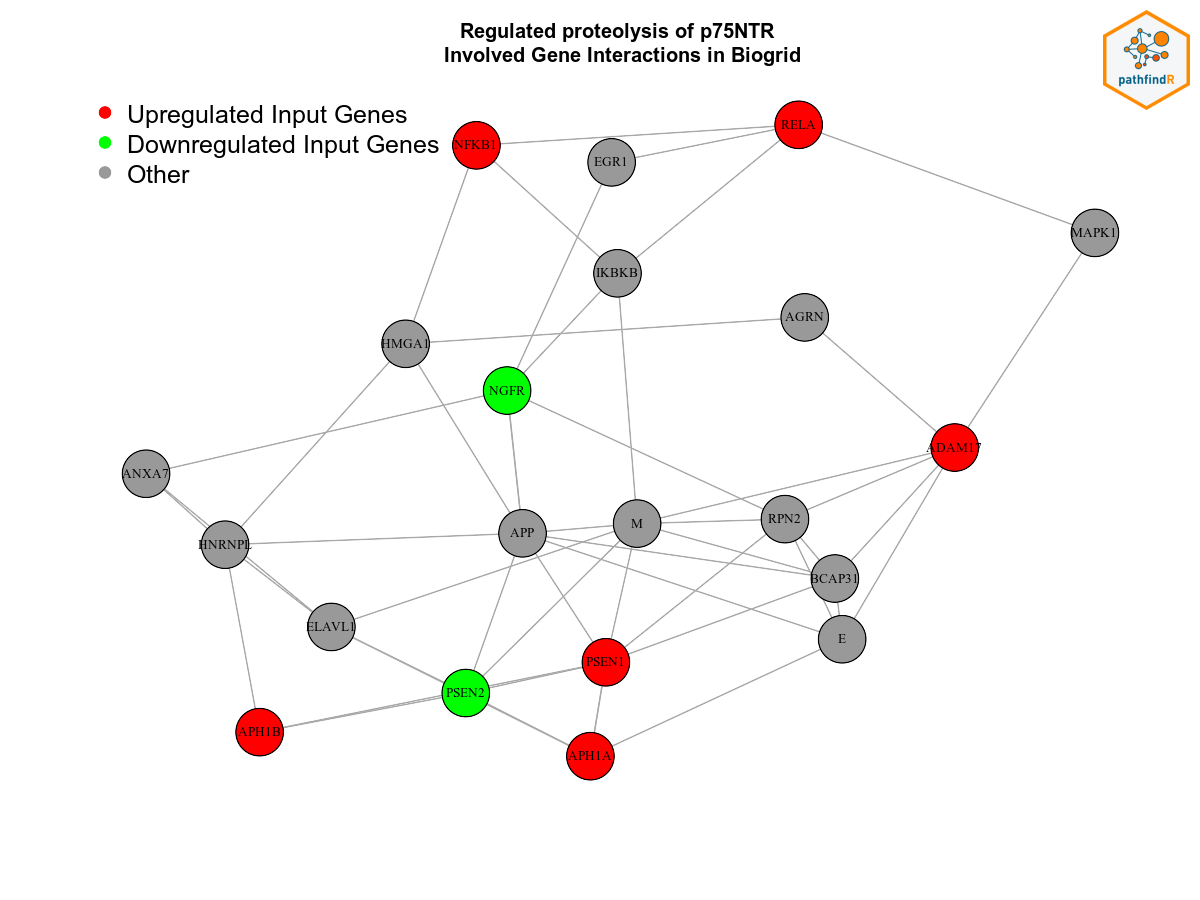 Regulated proteolysis of p75NTR
Involved Gene Interactions in Biogrid
pathfindR
Upregulated Input Genes
Downregulated Input Genes
Other
RELA
NFKB1
EGR1
MAPK1
IKBKB
AGRN
HMGA1
NGFR
ADAM17
ANXA7
RPN2
M
APP
HNRNPL
BCAP31
ELAVL1
E
PSEN1
PSEN2
APH1B
APH1A